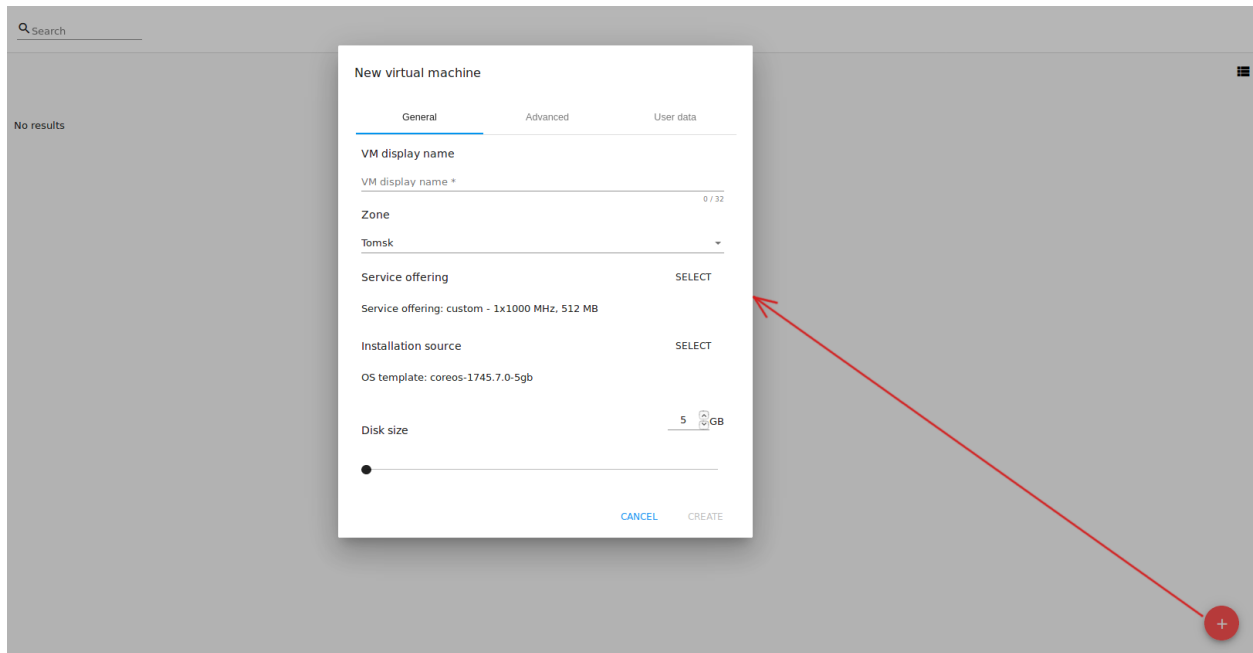 Search
New virtual machine
General Advanced User data
No results
VM display name
VM display name *
0 / 32
Zone
Tomsk
Service offering SELECT
Service offering: custom - 1x1000 MHz, 512 MB
Installation source SELECT
OS template: coreos-1745.7.0-5gb
Disk size 5 GB
CANCEL CREATE
+